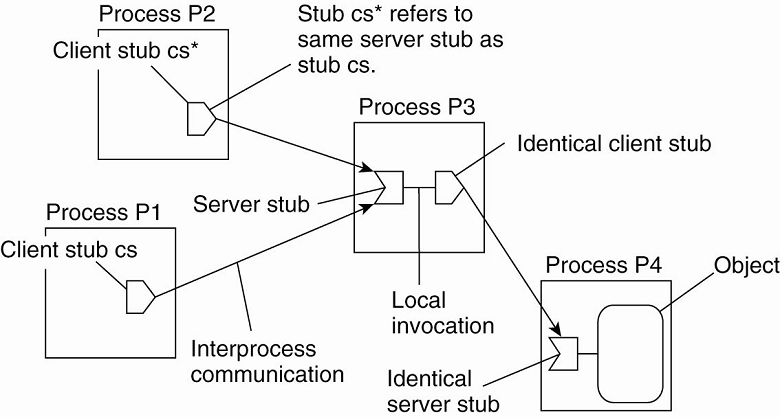 Process P2
Client stub cs*
Stub cs* refers to
same server stub as
stub cs.
Process P3
Identical client stub
Server stub
Process P1
Client stub cs
Process P4
Object
Local
invocation
Interprocess
communication
Identical
server stub